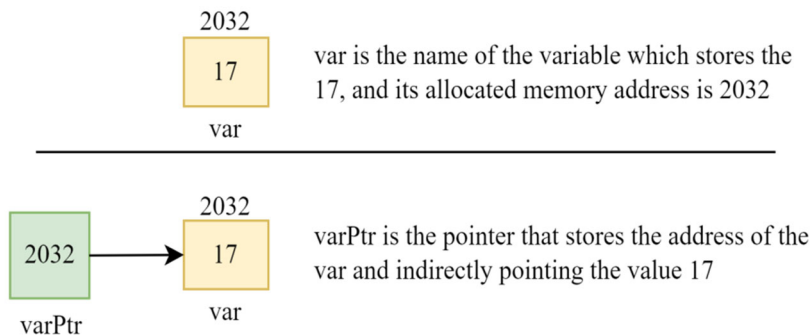 2032
17
var
var is the name of the variable which stores the
17, and its allocated memory address is 2032
2032
2032
17
varPtr
var
varPtr is the pointer that stores the address of the
var and indirectly pointing the value 17